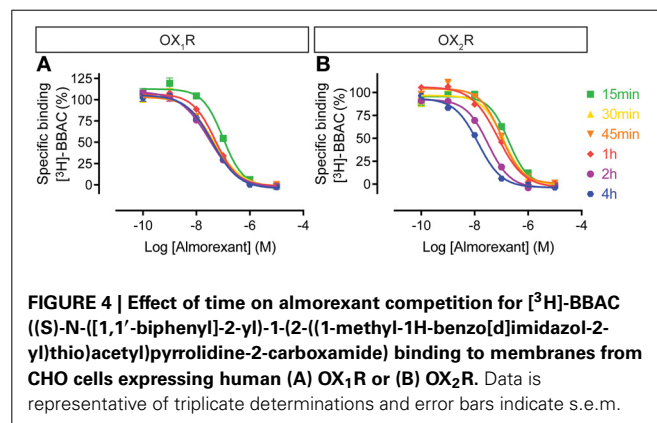 OX₁R
OX₂R
A
B
Specific binding
[³H]-BBAC (%)
125
100
75
50
25
0
-10
-8
-6
-4
Log [Almorexant] (M)
Specific binding
[³H]-BBAC (%)
100
75
50
25
0
-10
-8
-6
-4
Log [Almorexant] (M)
15min
30min
45min
1h
2h
4h
FIGURE 4 | Effect of time on almorexant competition for [³H]-BBAC
((S)-N-([1,1′-biphenyl]-2-yl)-1-(2-((1-methyl-1H-benzo[d]imidazol-2-
yl)thio)acetyl)pyrrolidine-2-carboxamide) binding to membranes from
CHO cells expressing human (A) OX₁R or (B) OX₂R. Data is
representative of triplicate determinations and error bars indicate s.e.m.